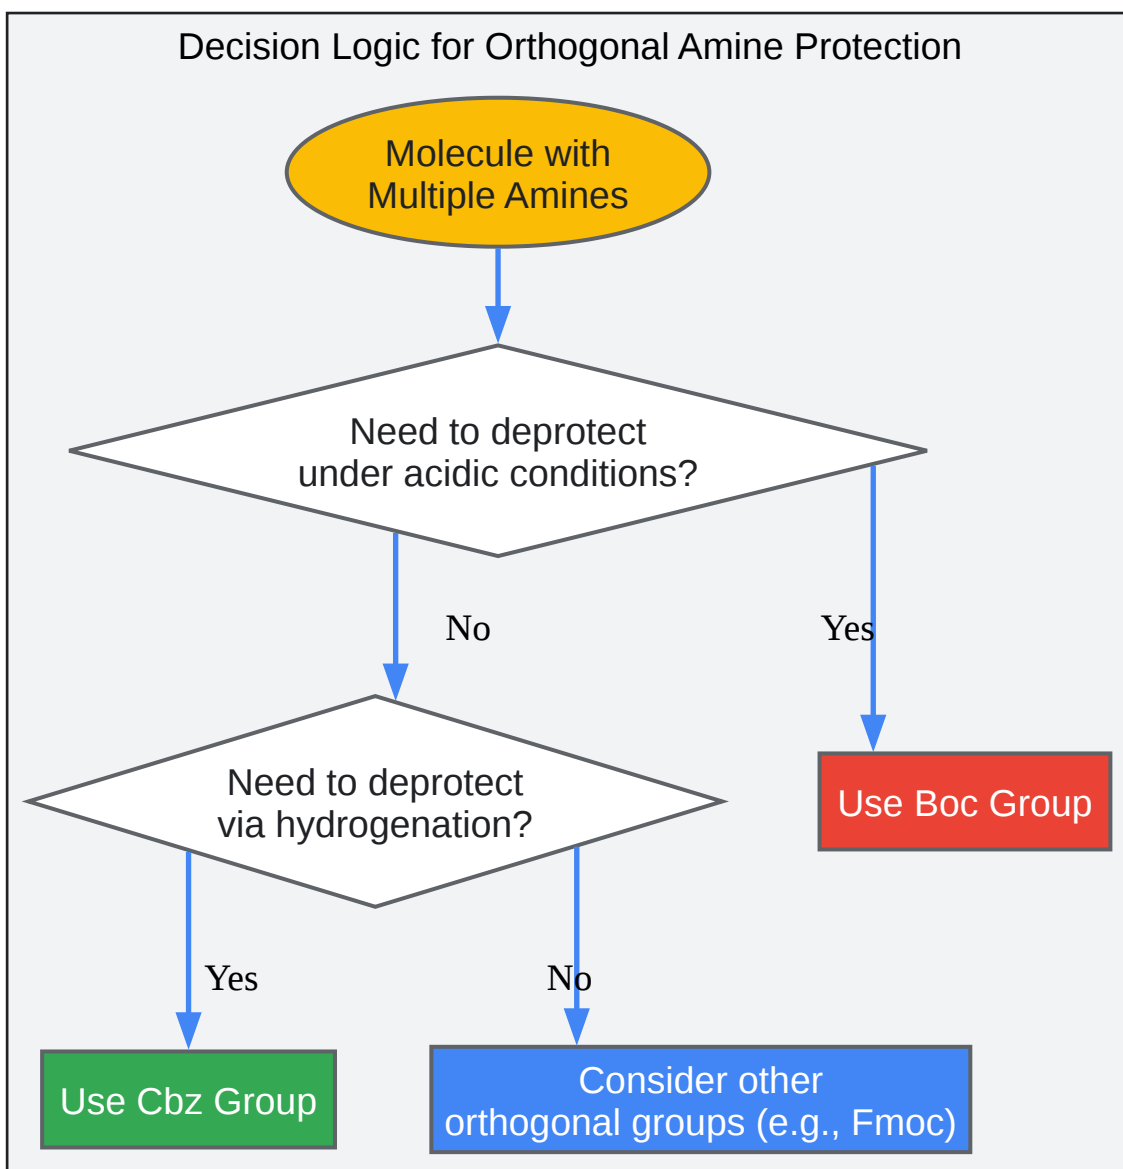 Decision Logic for Orthogonal Amine Protection
Molecule with
Multiple Amines
Need to deprotect
under acidic conditions?
No
Yes
Need to deprotect
via hydrogenation?
Use Boc Group
Yes
No
Use Cbz Group
Consider other
orthogonal groups (e.g., Fmoc)